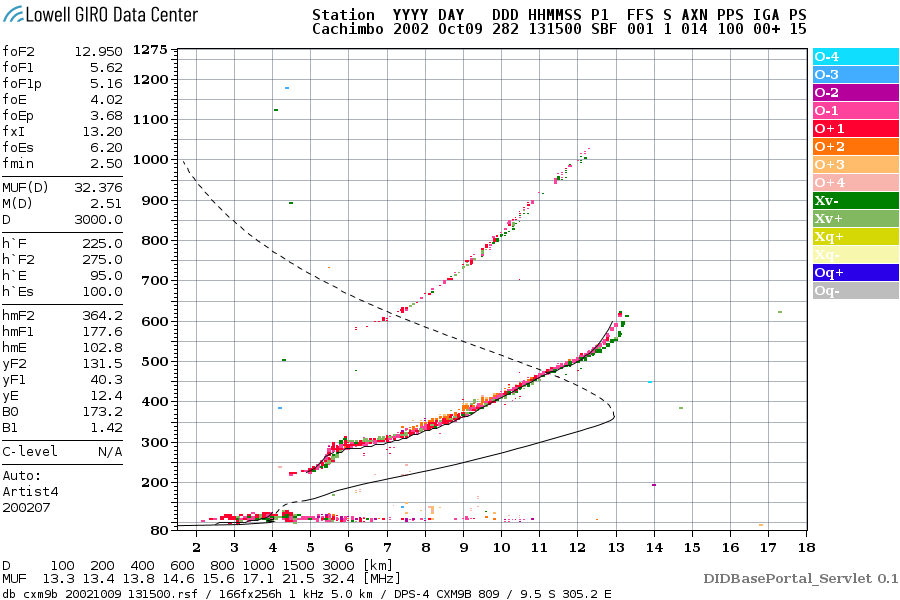 Lowell GIRO Data Center
Station YYYY DAY DDD HHMMSS P1 FFS S AXN PPS IGA PS
Cachimbo 2002 Oct09 282 131500 SBF 001 1 014 100 00+ 15
foF2 12.950
foF1 5.62
foF1p 5.16
foE 4.02
foEp 3.68
fxI 13.20
foEs 6.20
fmin 2.50
MUF(D) 32.376
M(D) 2.51
D 3000.0
h`F 225.0
h`F2 275.0
h`E 95.0
h`Es 100.0
hmF2 364.2
hmF1 177.6
hmE 102.8
yF2 131.5
yF1 40.3
yE 12.4
B0 173.2
B1 1.42
C-level N/A
Auto:
Artist4
200207
1275
1200
1100
1000
900
800
700
600
500
400
300
200
80
2 3 4 5 6 7 8 9 10 11 12 13 14 15 16 17 18
O-4
O-3
O-2
O-1
O+1
O+2
O+3
O+4
Xv-
Xv+
Xq+
Xq-
Oq+
Oq-
D 100 200 400 600 800 1000 1500 3000 [km]
MUF 13.3 13.4 13.8 14.6 15.6 17.1 21.5 32.4 [MHz]
db cxm9b 20021009 131500.rsf / 166fx256h 1 kHz 5.0 km / DPS-4 CXM9B 809 / 9.5 S 305.2 E
DIDBasePortal_Servlet 0.1